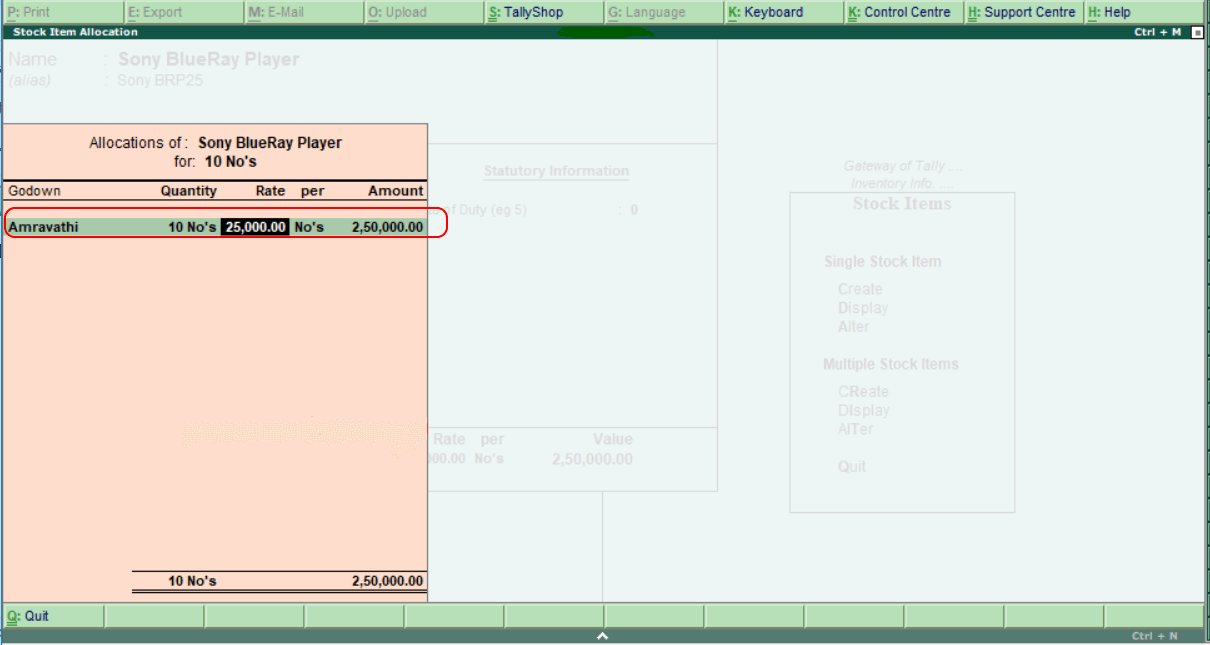 P: Print E: Export M: E-Mail O: Upload S: TallyShop G: Language K: Keyboard K: Control Centre H: Support Centre H: Help
Stock Item Allocation Ctrl + M
Name : Sony BlueRay Player
(alias) : Sony BRP25
Allocations of : Sony BlueRay Player
for: 10 No's
Godown Quantity Rate per Amount
Amravathi 10 No's 25,000.00 No's 2,50,000.00
10 No's 2,50,000.00
Statutory Information
of Duty (eg 5) : 0
Rate per Value
000.00 No's 2,50,000.00
Gateway of Tally ....
Inventory Info. ....
Stock Items
Single Stock Item
Create
Display
Alter
Multiple Stock Items
CReate
DIsplay
AlTer
Quit
Q: Quit
Ctrl + N